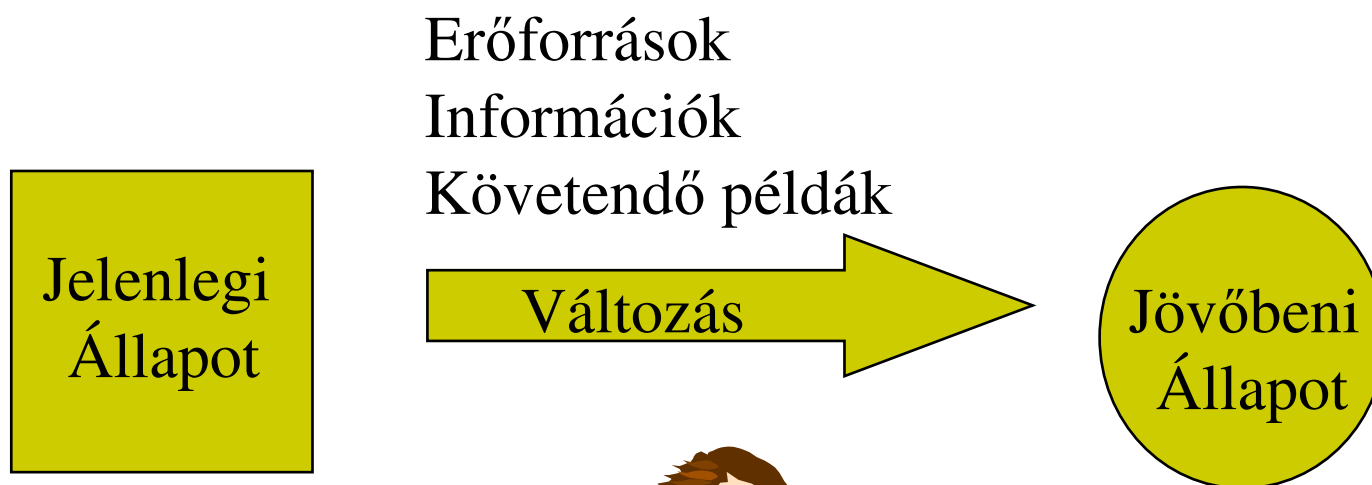 Erőforrások
Információk
Követendő példák
Jelenlegi
Állapot
Változás
Jövőbeni
Állapot